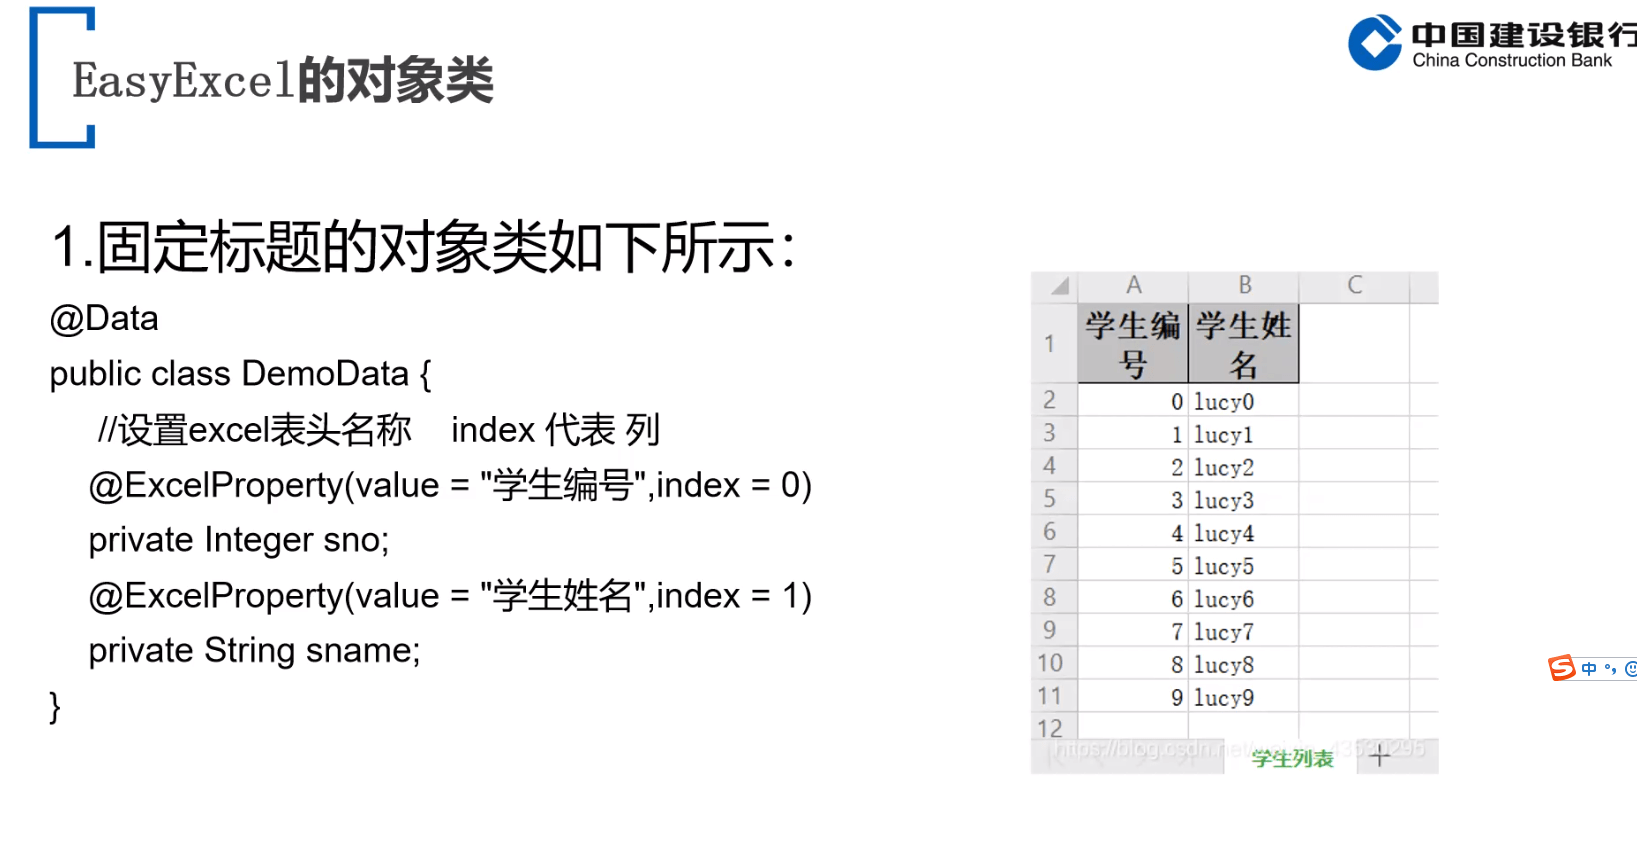 EasyExcel的对象类
中国建设银行
China Construction Bank
1.固定标题的对象类如下所示：
@Data
public class DemoData {
//设置excel表头名称 index 代表 列
@ExcelProperty(value = "学生编号",index = 0)
private Integer sno;
@ExcelProperty(value = "学生姓名",index = 1)
private String sname;
}
A B C
1 学生编 学生姓
号 名
2 0 lucy0
3 1 lucy1
4 2 lucy2
5 3 lucy3
6 4 lucy4
7 5 lucy5
8 6 lucy6
9 7 lucy7
10 8 lucy8
11 9 lucy9
12
https://blog.csdn.net/
学生列表
中